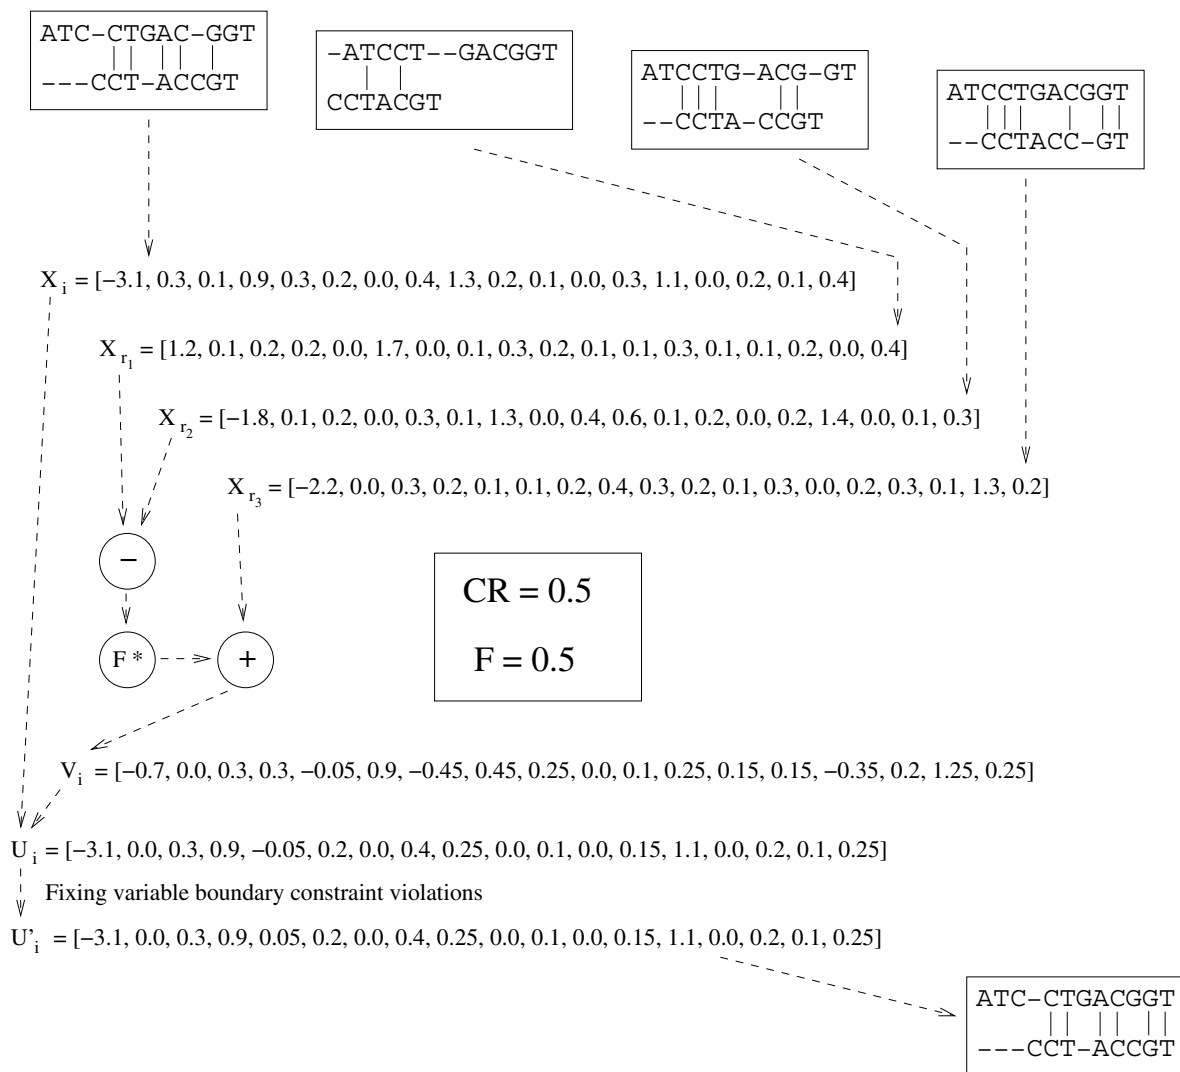 ATC-CTGAC-GGT
---CCT-ACCGT
-ATCCT--GACGGT
CCTACGT
ATCCTG-ACG-GT
--CCTA-CCGT
ATCCTGACGGT
--CCTACC-GT
X i = [−3.1, 0.3, 0.1, 0.9, 0.3, 0.2, 0.0, 0.4, 1.3, 0.2, 0.1, 0.0, 0.3, 1.1, 0.0, 0.2, 0.1, 0.4]
X r1 = [1.2, 0.1, 0.2, 0.2, 0.0, 1.7, 0.0, 0.1, 0.3, 0.2, 0.1, 0.1, 0.3, 0.1, 0.1, 0.2, 0.0, 0.4]
X r2 = [−1.8, 0.1, 0.2, 0.0, 0.3, 0.1, 1.3, 0.0, 0.4, 0.6, 0.1, 0.2, 0.0, 0.2, 1.4, 0.0, 0.1, 0.3]
X r3 = [−2.2, 0.0, 0.3, 0.2, 0.1, 0.1, 0.2, 0.4, 0.3, 0.2, 0.1, 0.3, 0.0, 0.2, 0.3, 0.1, 1.3, 0.2]
−
CR = 0.5
F *
+
F = 0.5
V i = [−0.7, 0.0, 0.3, 0.3, −0.05, 0.9, −0.45, 0.45, 0.25, 0.0, 0.1, 0.25, 0.15, 0.15, −0.35, 0.2, 1.25, 0.25]
U i = [−3.1, 0.0, 0.3, 0.9, −0.05, 0.2, 0.0, 0.4, 0.25, 0.0, 0.1, 0.0, 0.15, 1.1, 0.0, 0.2, 0.1, 0.25]
Fixing variable boundary constraint violations
U' i = [−3.1, 0.0, 0.3, 0.9, 0.05, 0.2, 0.0, 0.4, 0.25, 0.0, 0.1, 0.0, 0.15, 1.1, 0.0, 0.2, 0.1, 0.25]
ATC-CTGACGGT
---CCT-ACCGT